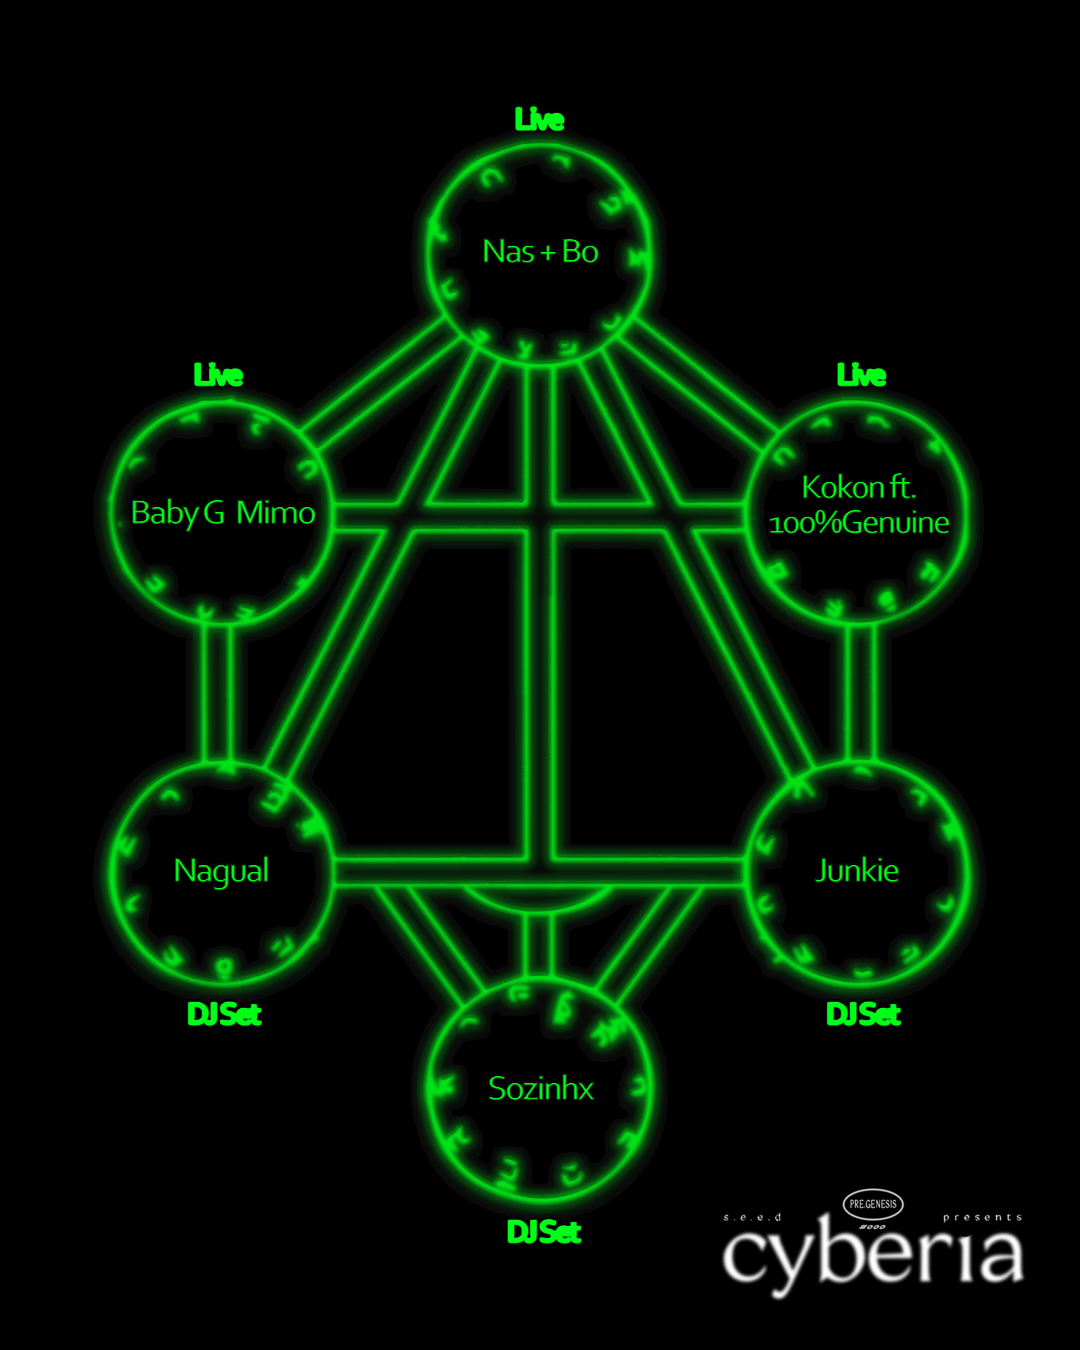 Live
Nas + Bo
Live
Live
Baby G Mimo
Kokon ft.
100%Genuine
Nagual
Junkie
DJ Set
DJ Set
Sozinhx
DJ Set
PRE.GENESIS
s.e.e.d
presents
#000
cyberia